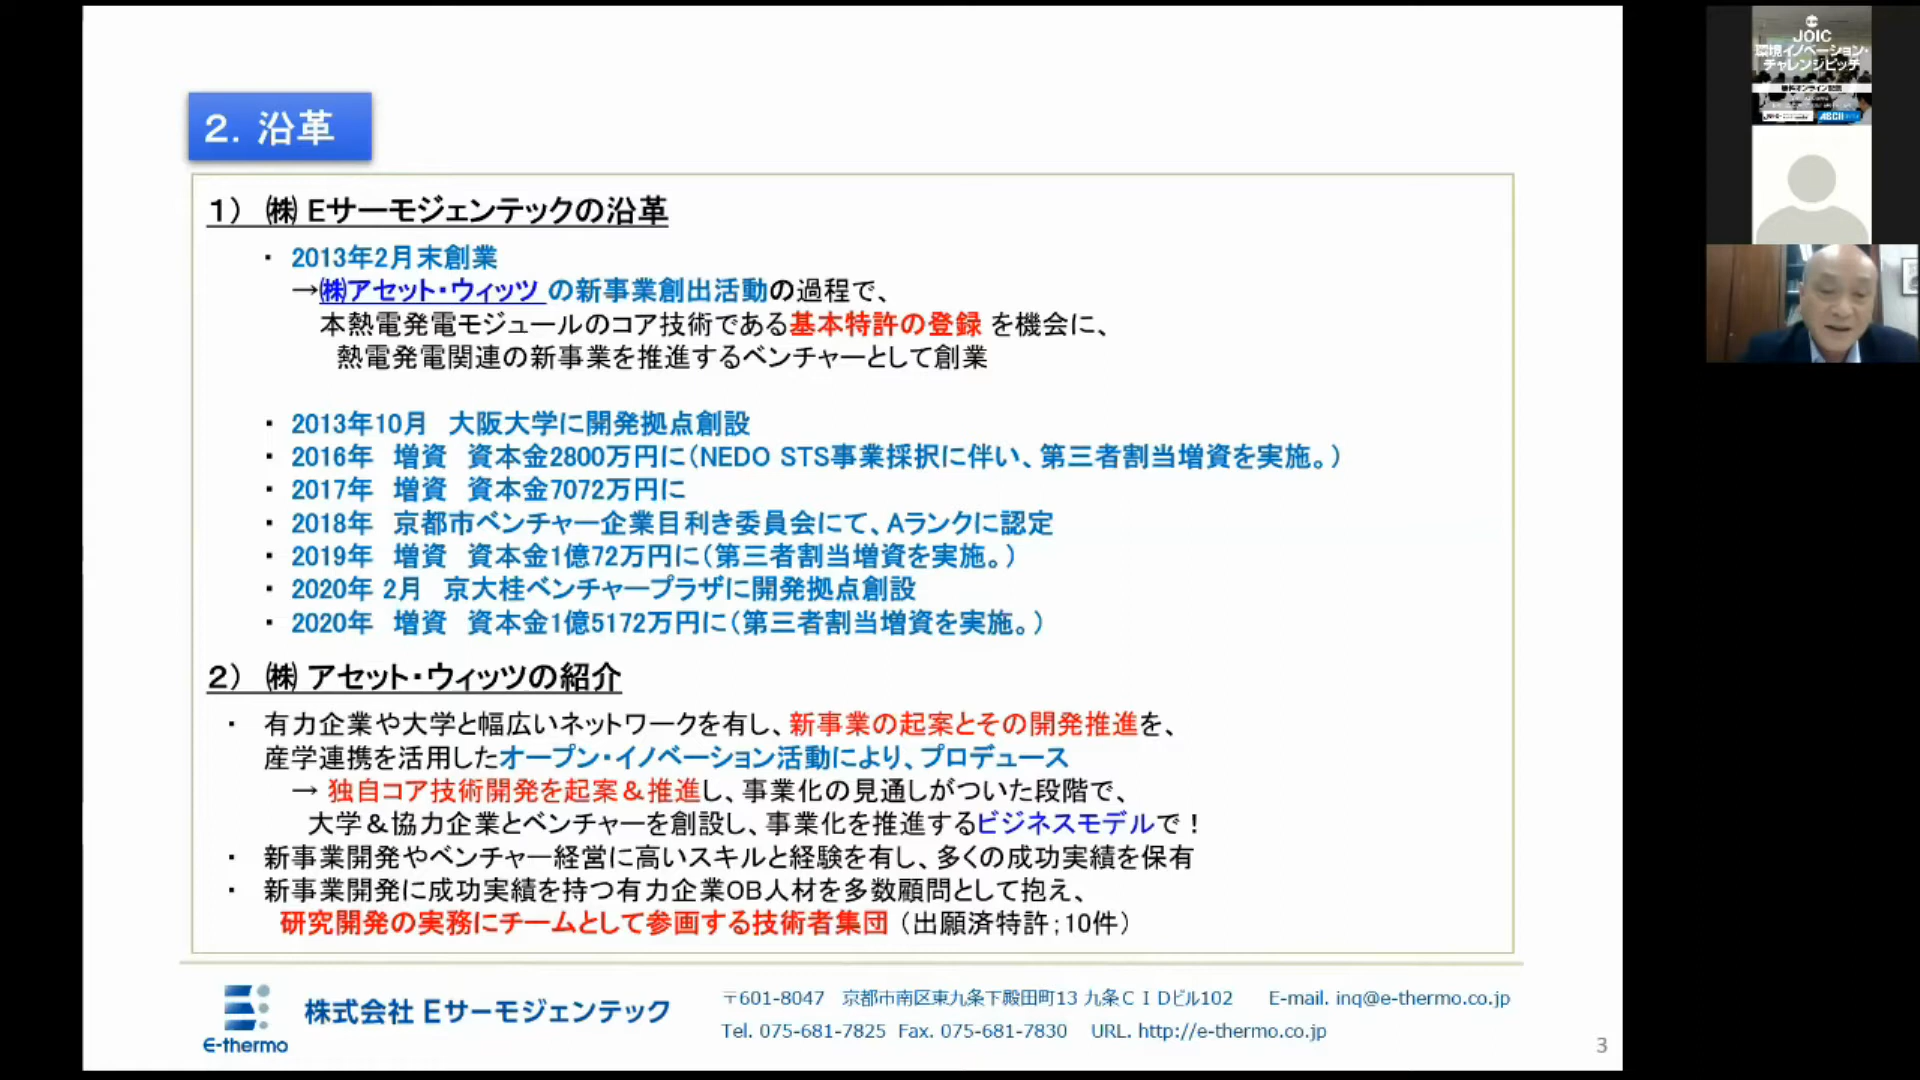 ２．沿革
１） ㈱ Eサーモジェンテックの沿革
・ 2013年2月末創業
→㈱アセット・ウィッツ の新事業創出活動の過程で、
本熱電発電モジュールのコア技術である基本特許の登録 を機会に、
熱電発電関連の新事業を推進するベンチャーとして創業
・ 2013年10月 大阪大学に開発拠点創設
・ 2016年 増資 資本金2800万円に（NEDO STS事業採択に伴い、第三者割当増資を実施。）
・ 2017年 増資 資本金7072万円に
・ 2018年 京都市ベンチャー企業目利き委員会にて、Aランクに認定
・ 2019年 増資 資本金1億72万円に（第三者割当増資を実施。）
・ 2020年 2月 京大桂ベンチャープラザに開発拠点創設
・ 2020年 増資 資本金1億5172万円に（第三者割当増資を実施。）
２） ㈱ アセット・ウィッツの紹介
・ 有力企業や大学と幅広いネットワークを有し、新事業の起案とその開発推進を、
産学連携を活用したオープン・イノベーション活動により、プロデュース
→ 独自コア技術開発を起案＆推進し、事業化の見通しがついた段階で、
大学＆協力企業とベンチャーを創設し、事業化を推進するビジネスモデルで！
・ 新事業開発やベンチャー経営に高いスキルと経験を有し、多くの成功実績を保有
・ 新事業開発に成功実績を持つ有力企業OB人材を多数顧問として抱え、
研究開発の実務にチームとして参画する技術者集団 （出願済特許；10件）
E-thermo
株式会社 Eサーモジェンテック
〒601-8047 京都市南区東九条下殿田町13 九条ＣＩＤビル102 E-mail. inq@e-thermo.co.jp
Tel. 075-681-7825 Fax. 075-681-7830 URL. http://e-thermo.co.jp
3
JOIC
環境イノベーション・
チャレンジピッチ
ASCII